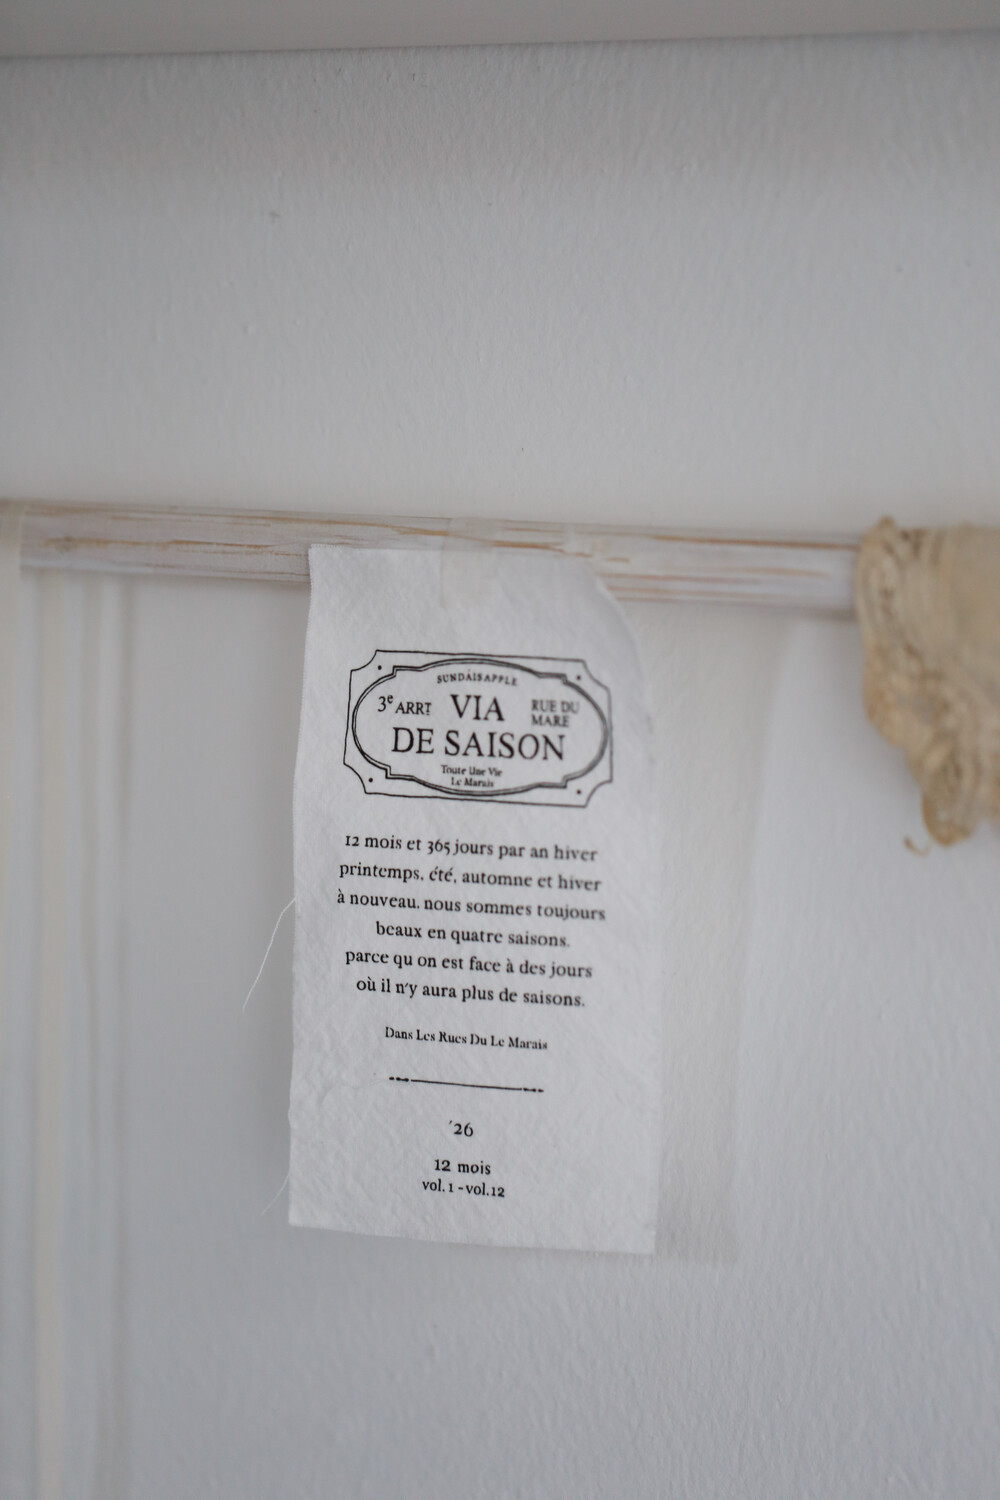 SUNDAISAPPLE
3e ARRT VIA RUE DU MARE
DE SAISON
Toute Une Vie
Le Marais
12 mois et 365 jours par an hiver
printemps, été, automne et hiver
à nouveau, nous sommes toujours
beaux en quatre saisons.
parce qu on est face à des jours
où il n'y aura plus de saisons.
Dans Les Rues Du Le Marais
'26
12 mois
vol.1-vol.12